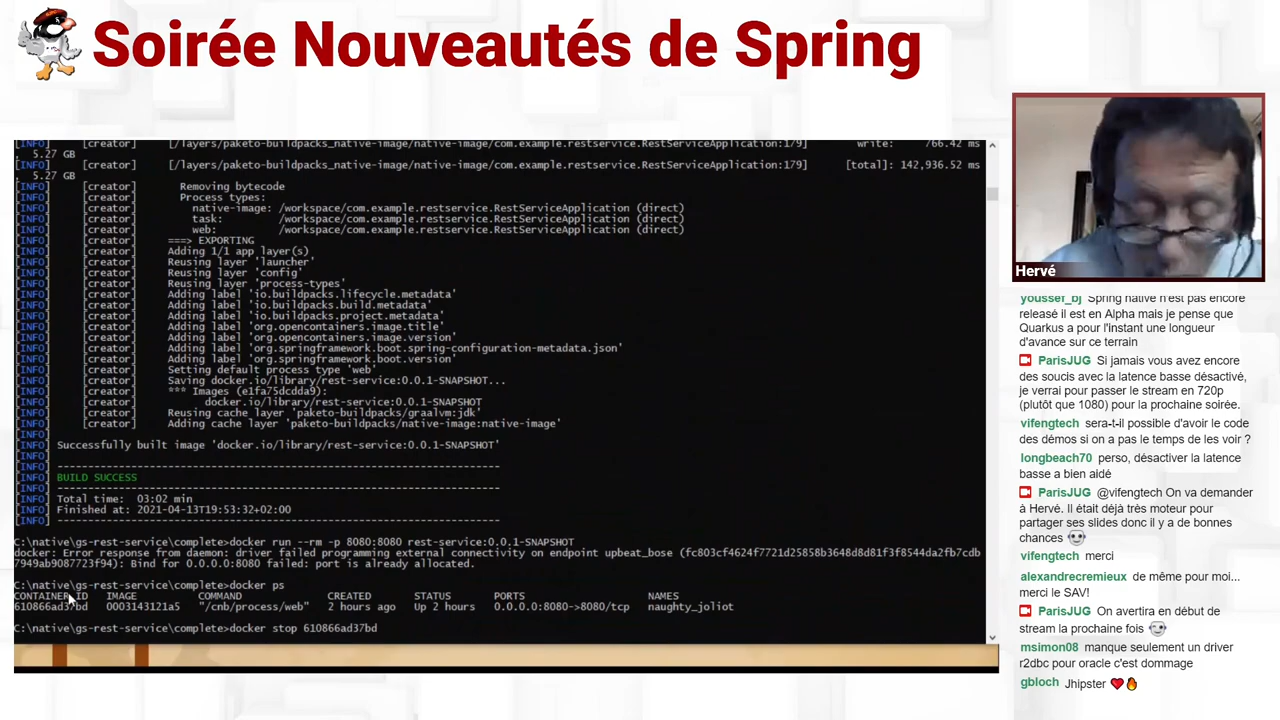 Soirée Nouveautés de Spring
[INFO] [creator] [/layers/paketo-buildpacks_native-image/native-image/com.example.restservice.RestServiceApplication:179] write: 766.42 ms
, 5.27 GB
[INFO] [creator] [/layers/paketo-buildpacks_native-image/native-image/com.example.restservice.RestServiceApplication:179] [total]: 142,936.52 ms
, 5.27 GB
[INFO] [creator] Removing bytecode
[INFO] [creator] Process types:
[INFO] [creator] native-image: /workspace/com.example.restservice.RestServiceApplication (direct)
[INFO] [creator] task: /workspace/com.example.restservice.RestServiceApplication (direct)
[INFO] [creator] web: /workspace/com.example.restservice.RestServiceApplication (direct)
[INFO] [creator] ===> EXPORTING
[INFO] [creator] Adding 1/1 app layer(s)
[INFO] [creator] Reusing layer 'launcher'
[INFO] [creator] Reusing layer 'config'
[INFO] [creator] Reusing layer 'process-types'
[INFO] [creator] Adding label 'io.buildpacks.lifecycle.metadata'
[INFO] [creator] Adding label 'io.buildpacks.build.metadata'
[INFO] [creator] Adding label 'io.buildpacks.project.metadata'
[INFO] [creator] Adding label 'org.opencontainers.image.title'
[INFO] [creator] Adding label 'org.opencontainers.image.version'
[INFO] [creator] Adding label 'org.springframework.boot.spring-configuration-metadata.json'
[INFO] [creator] Adding label 'org.springframework.boot.version'
[INFO] [creator] Setting default process type 'web'
[INFO] [creator] Saving docker.io/library/rest-service:0.0.1-SNAPSHOT...
[INFO] [creator] *** Images (e1fa75dcdda9):
[INFO] [creator] docker.io/library/rest-service:0.0.1-SNAPSHOT
[INFO] [creator] Reusing cache layer 'paketo-buildpacks/graalvm:jdk'
[INFO] [creator] Adding cache layer 'paketo-buildpacks/native-image:native-image'
[INFO]
[INFO] Successfully built image 'docker.io/library/rest-service:0.0.1-SNAPSHOT'
[INFO]
[INFO] ------------------------------------------------------------------------
[INFO] BUILD SUCCESS
[INFO] ------------------------------------------------------------------------
[INFO] Total time: 03:02 min
[INFO] Finished at: 2021-04-13T19:53:32+02:00
[INFO] ------------------------------------------------------------------------
C:\native\gs-rest-service\complete>docker run --rm -p 8080:8080 rest-service:0.0.1-SNAPSHOT
docker: Error response from daemon: driver failed programming external connectivity on endpoint upbeat_bose (fc803cf4624f7721d25858b3648d8d81f3f8544da2fb7cdb
7949ab9087723f94): Bind for 0.0.0.0:8080 failed: port is already allocated.
C:\native\gs-rest-service\complete>docker ps
CONTAINER ID IMAGE COMMAND CREATED STATUS PORTS NAMES
610866ad37bd 0003143121a5 "/cnb/process/web" 2 hours ago Up 2 hours 0.0.0.0:8080->8080/tcp naughty_joliot
C:\native\gs-rest-service\complete>docker stop 610866ad37bd
Hervé
youssef_bj Spring native n'est pas encore
releasé il est en Alpha mais je pense que
Quarkus a pour l'instant une longueur
d'avance sur ce terrain
ParisJUG Si jamais vous avez encore
des soucis avec la latence basse désactivé,
je verrai pour passer le stream en 720p
(plutôt que 1080) pour la prochaine soirée.
vifengtech sera-t-il possible d'avoir le code
des démos si on a pas le temps de les voir ?
longbeach70 perso, désactiver la latence
basse a bien aidé
ParisJUG @vifengtech On va demander
à Hervé. Il était déjà très moteur pour
partager ses slides donc il y a de bonnes
chances
vifengtech merci
alexandrecremieux de même pour moi...
merci le SAV!
ParisJUG On avertira en début de
stream la prochaine fois
msimon08 manque seulement un driver
r2dbc pour oracle c'est dommage
gbloch Jhipster ❤️🔥